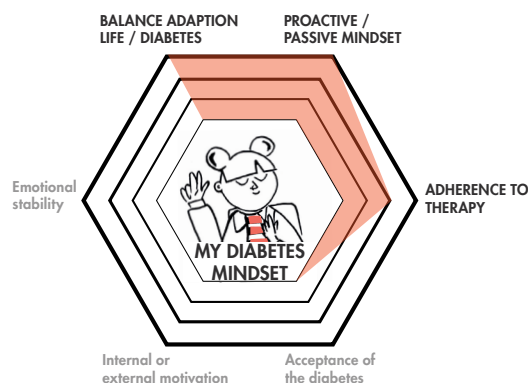 BALANCE ADAPTION
LIFE / DIABETES
PROACTIVE /
PASSIVE MINDSET
Emotional
stability
ADHERENCE TO
THERAPY
MY DIABETES
MINDSET
Internal or
external motivation
Acceptance of
the diabetes